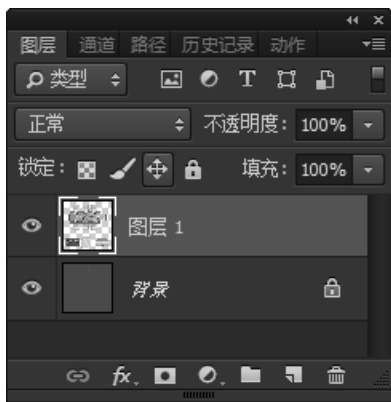 图层 通道 路径 历史记录 动作
类型 T
正常 不透明度: 100%
锁定: 填充: 100%
图层 1
背景
fx.